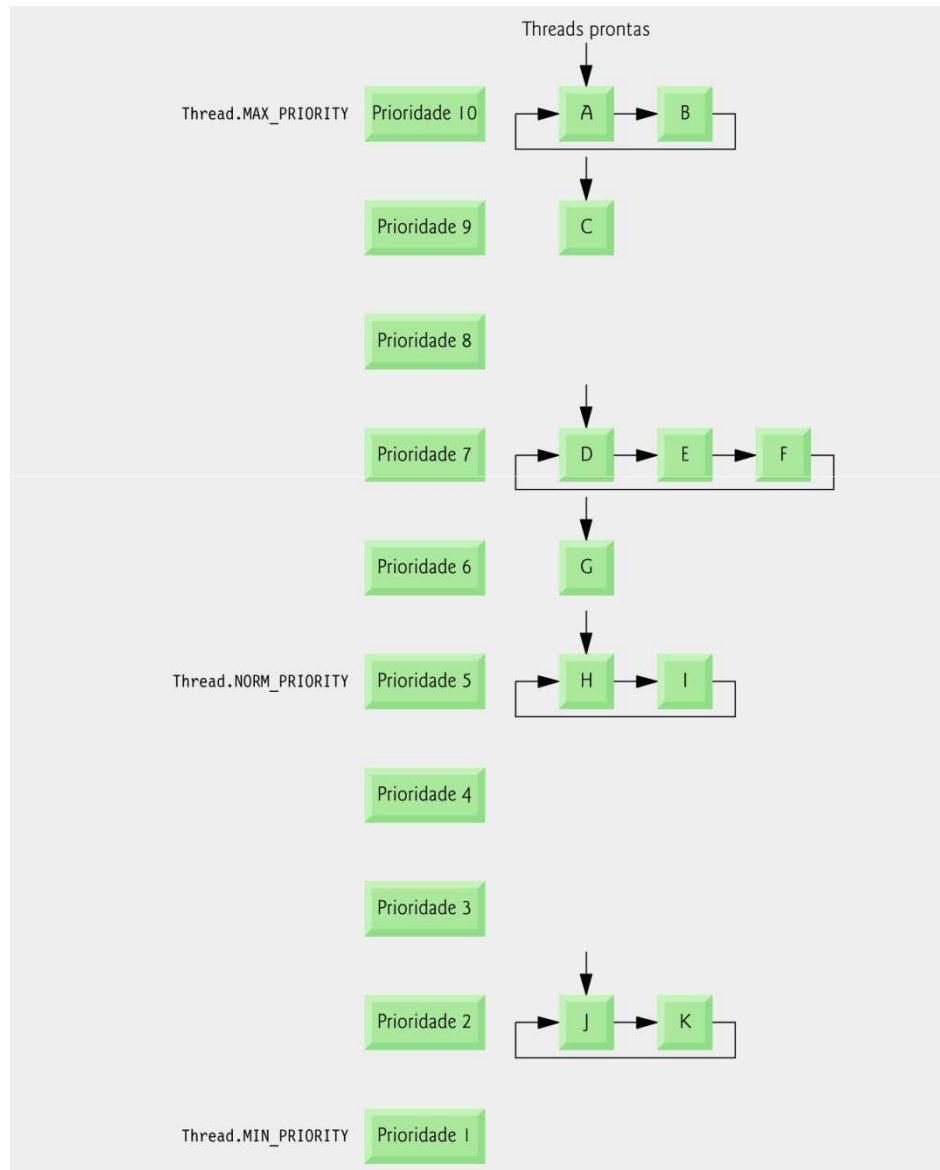 Threads prontas
Thread.MAX_PRIORITY Prioridade 10 A B
Prioridade 9 C
Prioridade 8
Prioridade 7 D E F
Prioridade 6 G
Thread.NORM_PRIORITY Prioridade 5 H I
Prioridade 4
Prioridade 3
Prioridade 2 J K
Thread.MIN_PRIORITY Prioridade 1